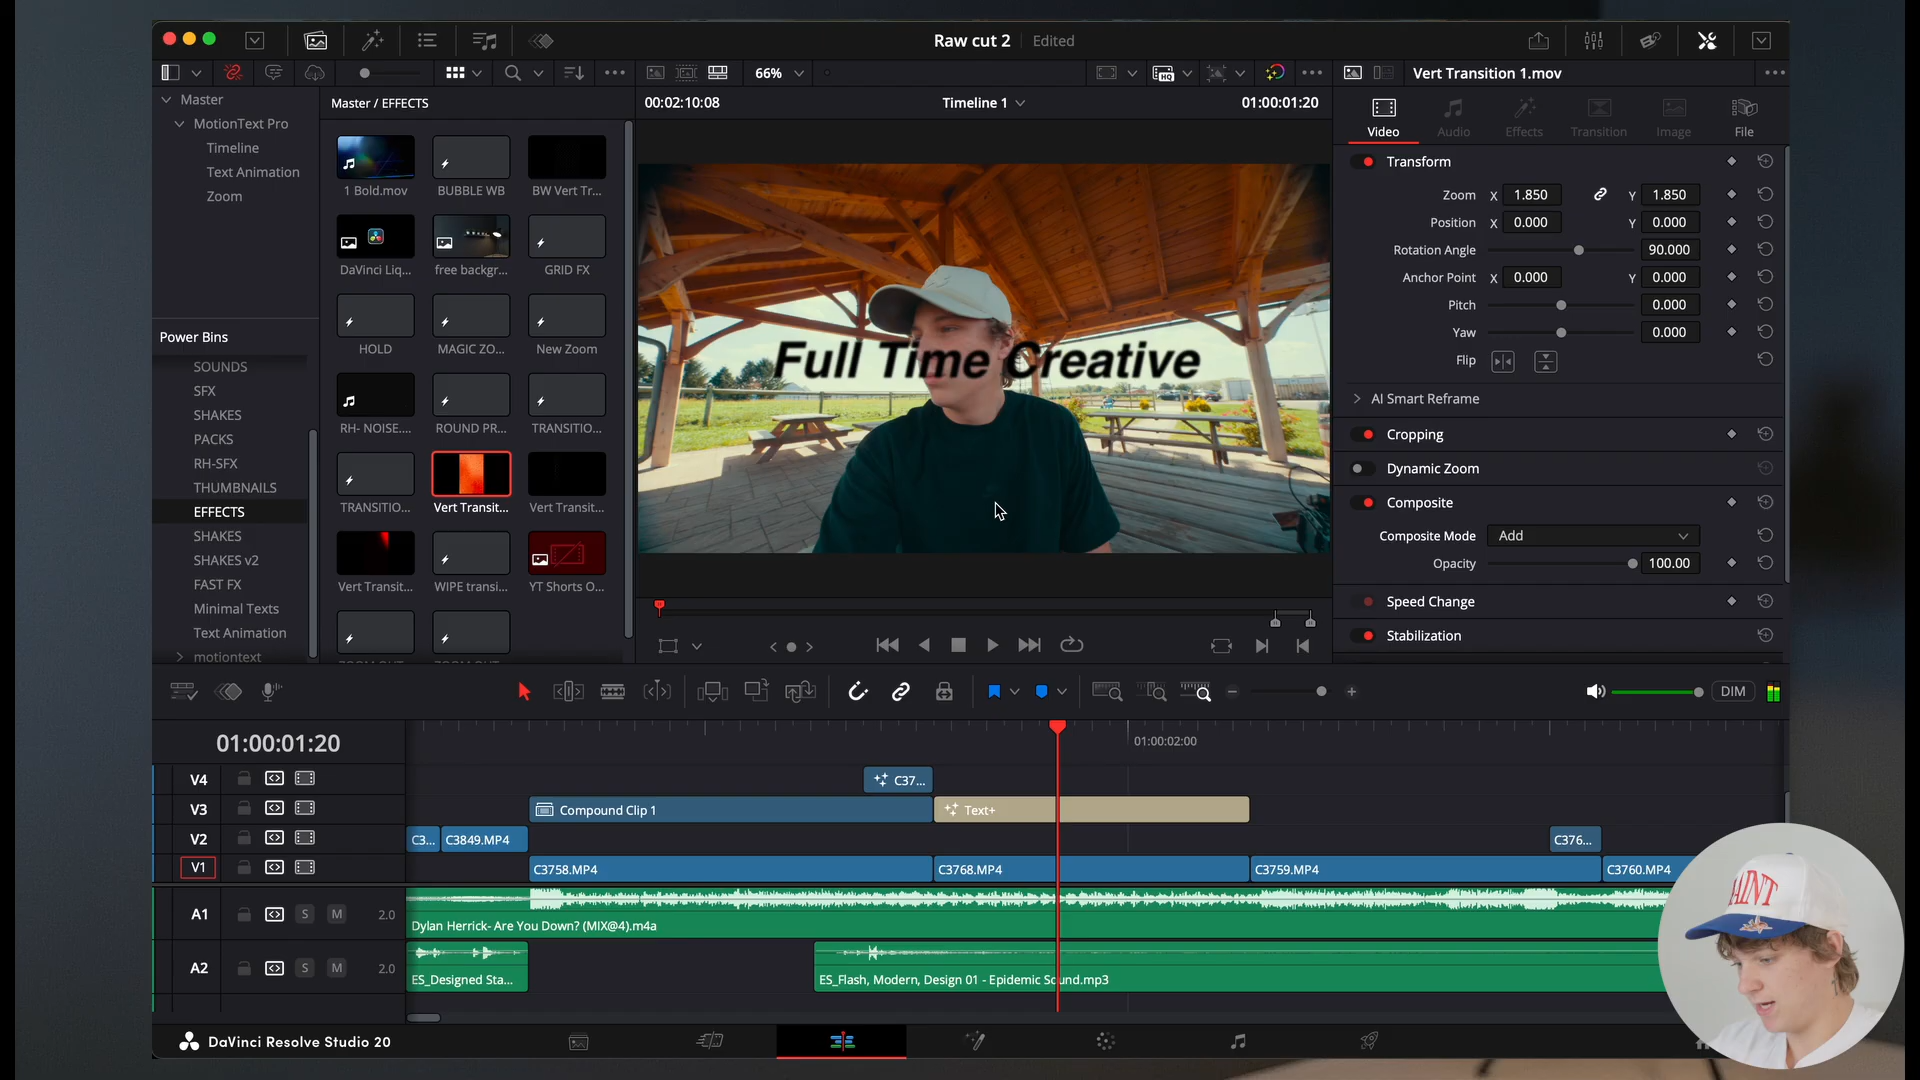 Raw cut 2 Edited
66%
Vert Transition 1.mov
Master
Master / EFFECTS
00:02:10:08
Timeline 1
01:00:01:20
MotionText Pro
Timeline
Text Animation
Zoom
1 Bold.mov
BUBBLE WB
BW Vert Tr...
DaVinci Liq...
free backgr...
GRID FX
HOLD
MAGIC ZO...
New Zoom
RH- NOISE....
ROUND PR...
TRANSITIO...
TRANSITIO...
Vert Transit...
Vert Transit...
Vert Transit...
WIPE transi...
YT Shorts O...
Power Bins
SOUNDS
SFX
SHAKES
PACKS
RH-SFX
THUMBNAILS
EFFECTS
SHAKES
SHAKES v2
FAST FX
Minimal Texts
Text Animation
motiontext
Full Time Creative
Video
Audio
Effects
Transition
Image
File
Transform
Zoom X 1.850 Y 1.850
Position X 0.000 Y 0.000
Rotation Angle 90.000
Anchor Point X 0.000 Y 0.000
Pitch 0.000
Yaw 0.000
Flip
AI Smart Reframe
Cropping
Dynamic Zoom
Composite
Composite Mode Add
Opacity 100.00
Speed Change
Stabilization
DIM
01:00:01:20
01:00:02:00
V4
C37...
V3
Compound Clip 1
Text+
V2
C3...
C3849.MP4
C376...
V1
C3758.MP4
C3768.MP4
C3759.MP4
C3760.MP4
A1 S M 2.0
Dylan Herrick- Are You Down? (MIX@4).m4a
A2 S M 2.0
ES_Designed Sta...
ES_Flash, Modern, Design 01 - Epidemic Sound.mp3
DaVinci Resolve Studio 20